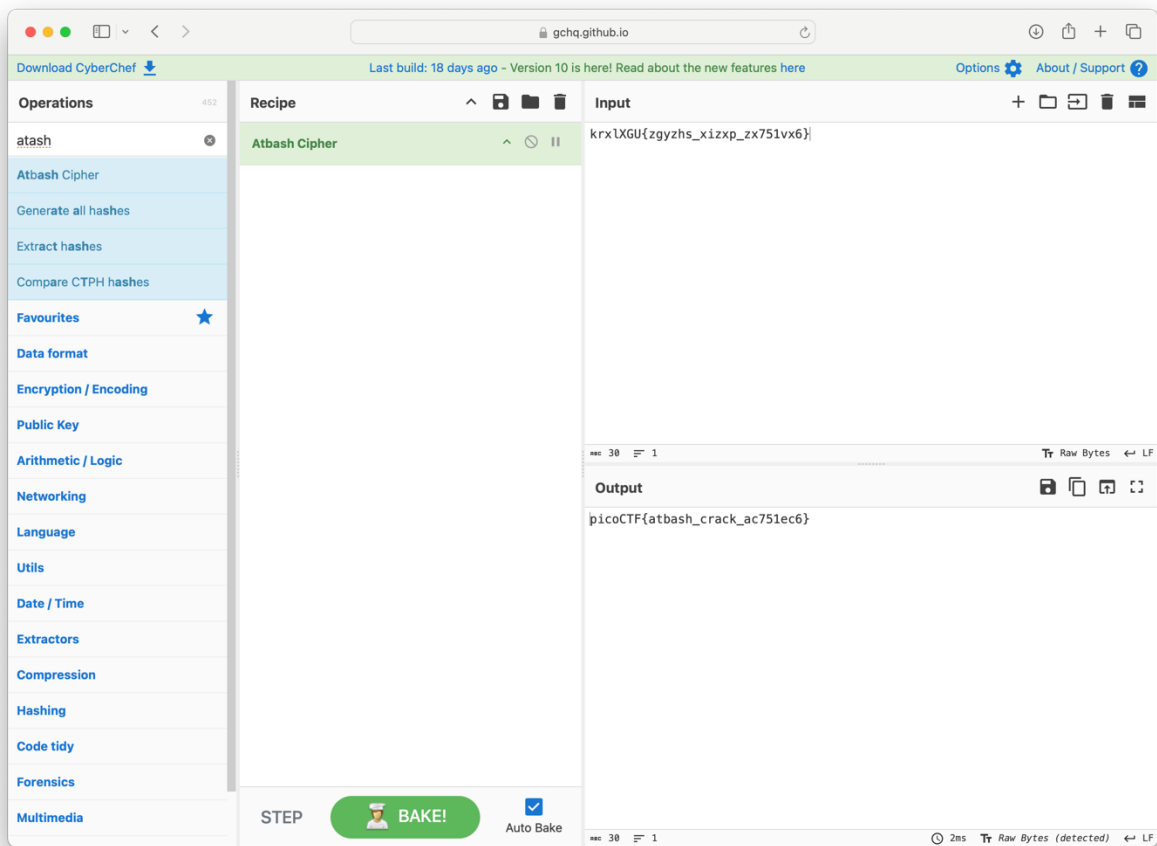 gchq.github.io
Download CyberChef
Last build: 18 days ago - Version 10 is here! Read about the new features here
Options
About / Support
Operations
452
atash
Atbash Cipher
Generate all hashes
Extract hashes
Compare CTPH hashes
Favourites
Data format
Encryption / Encoding
Public Key
Arithmetic / Logic
Networking
Language
Utils
Date / Time
Extractors
Compression
Hashing
Code tidy
Forensics
Multimedia
Recipe
Atbash Cipher
STEP
BAKE!
Auto Bake
Input
krxlXGU{zgyzhs_xizxp_zx751vx6}
ABC 30 1
Tr Raw Bytes LF
Output
picoCTF{atbash_crack_ac751ec6}
ABC 30 1
2ms Tr Raw Bytes (detected) LF